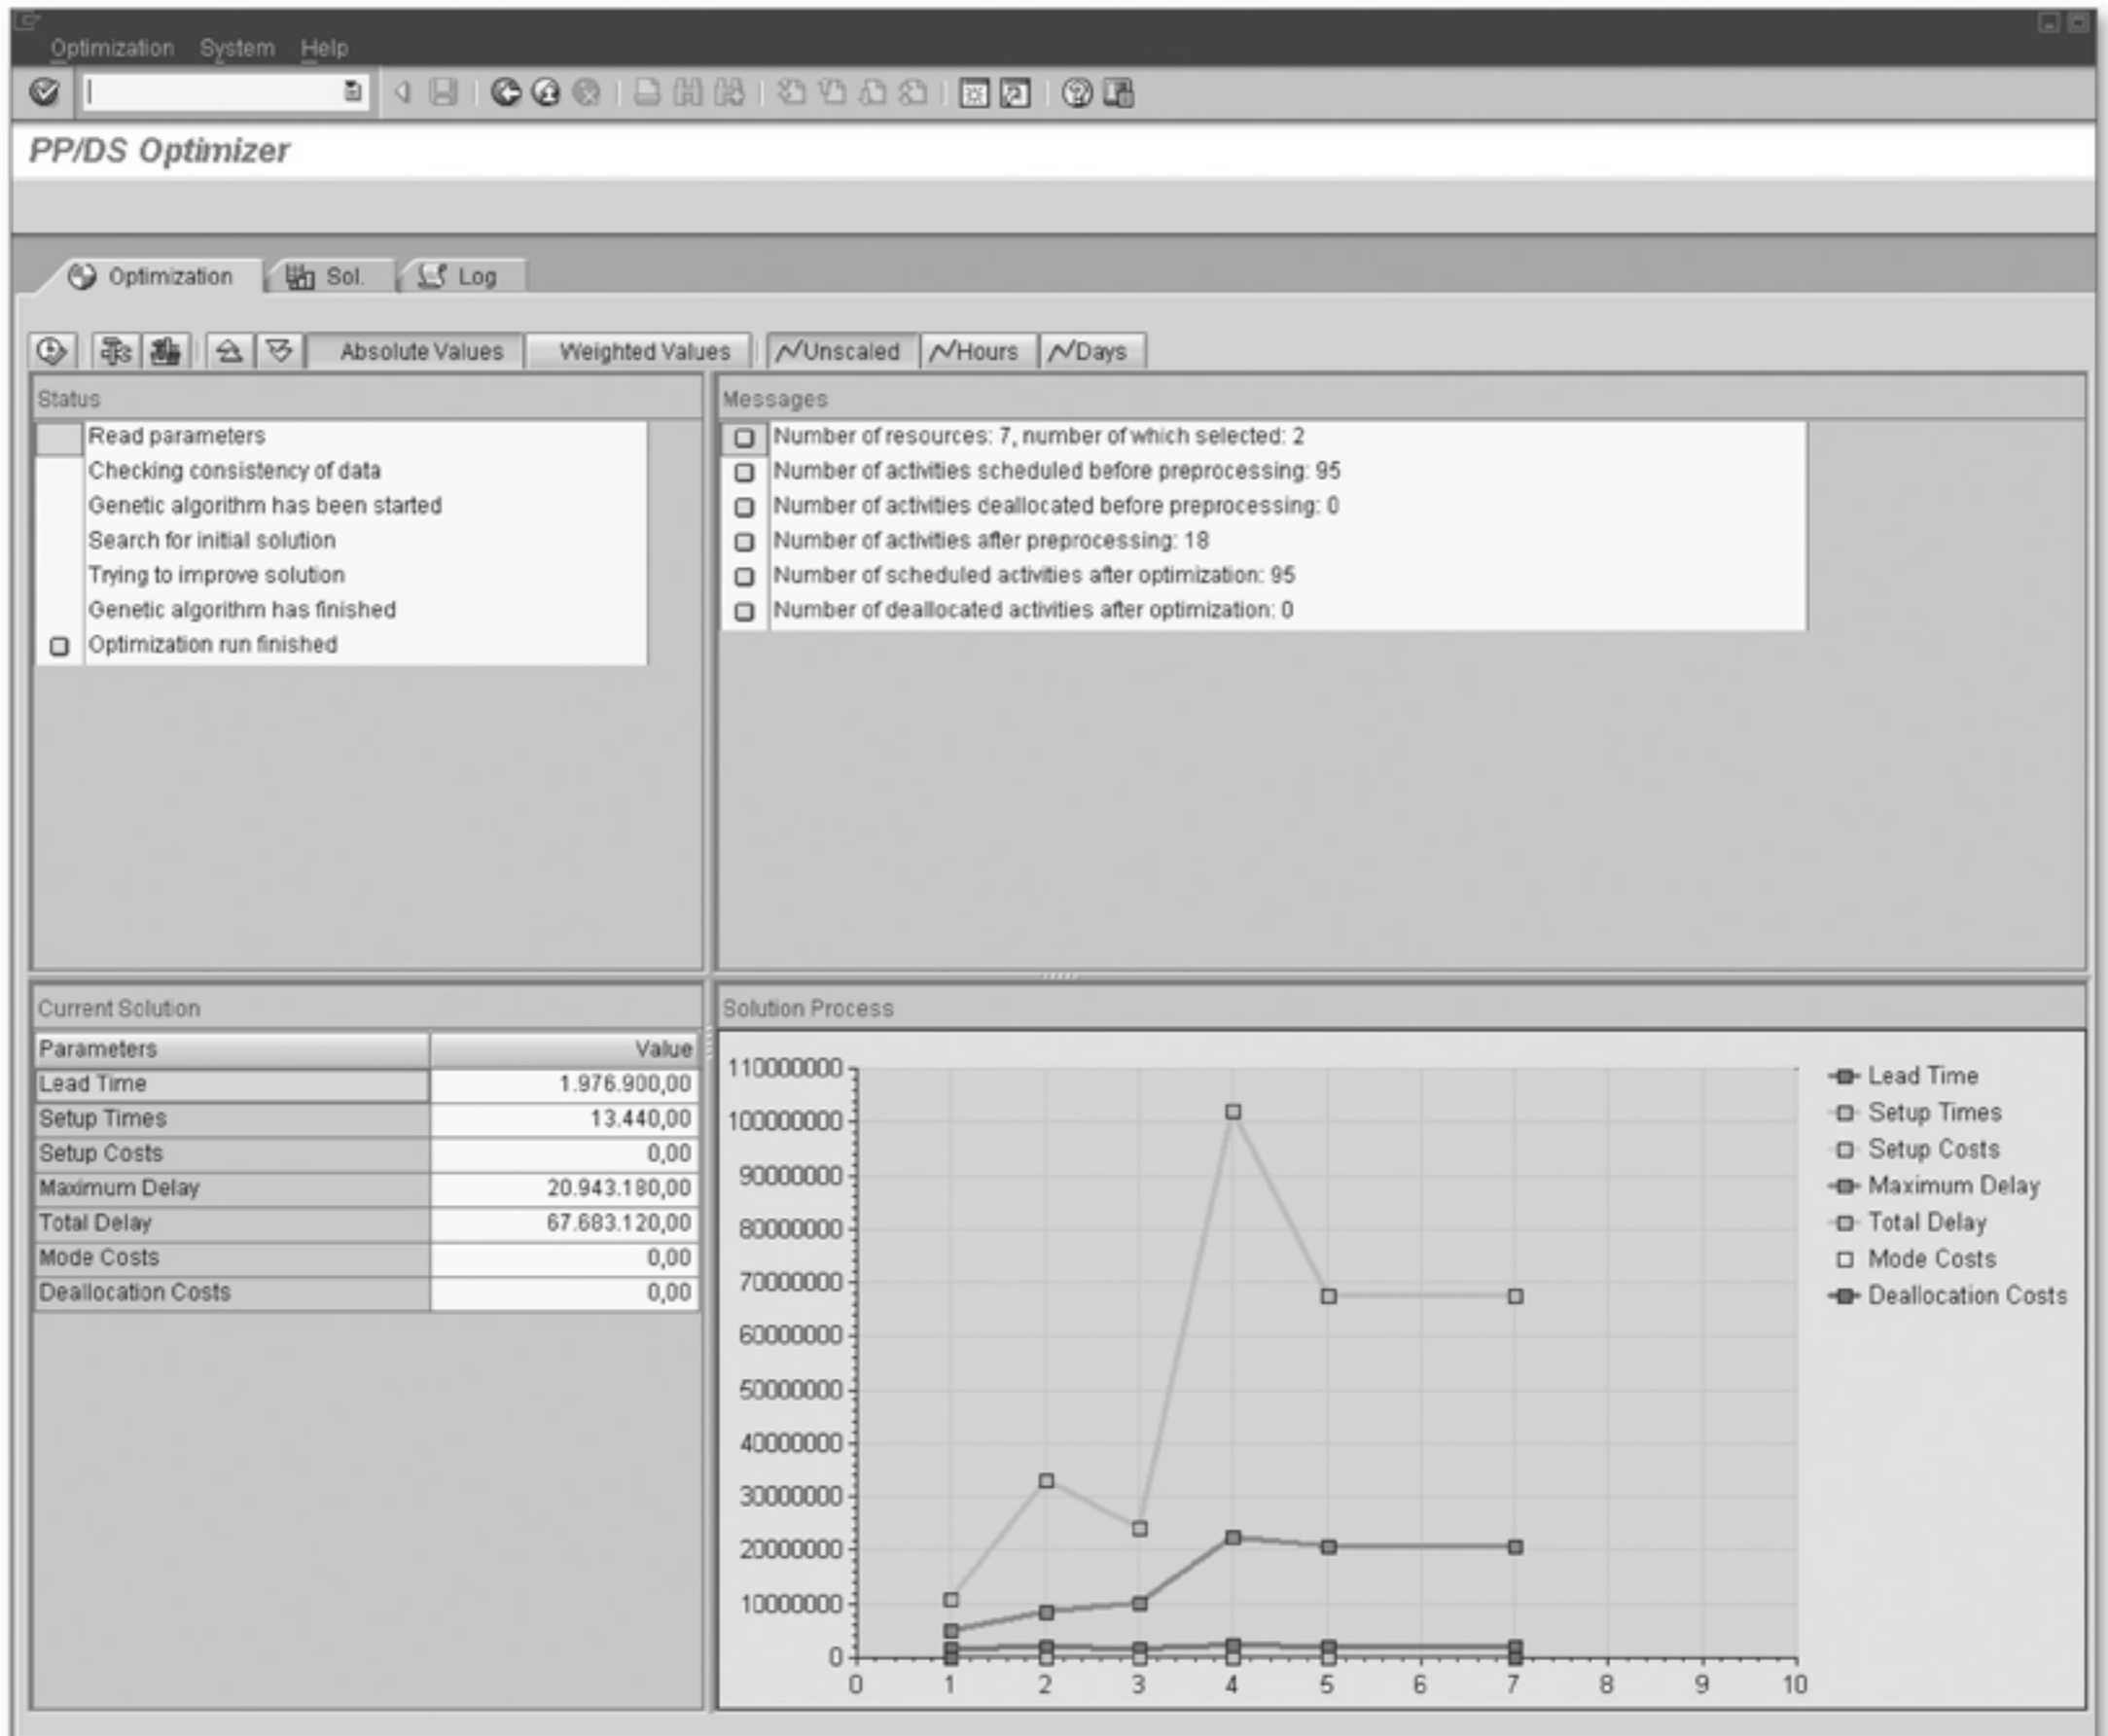 Optimization System Help
PP/DS Optimizer
Optimization Sol. Log
Absolute Values Weighted Values Unscaled Hours Days
Status
Read parameters
Checking consistency of data
Genetic algorithm has been started
Search for initial solution
Trying to improve solution
Genetic algorithm has finished
Optimization run finished
Messages
Number of resources: 7, number of which selected: 2
Number of activities scheduled before preprocessing: 95
Number of activities deallocated before preprocessing: 0
Number of activities after preprocessing: 18
Number of scheduled activities after optimization: 95
Number of deallocated activities after optimization: 0
Current Solution
Parameters Value
Lead Time 1.976.900,00
Setup Times 13.440,00
Setup Costs 0,00
Maximum Delay 20.943.180,00
Total Delay 67.683.120,00
Mode Costs 0,00
Deallocation Costs 0,00
Solution Process
110000000
100000000
90000000
80000000
70000000
60000000
50000000
40000000
30000000
20000000
10000000
0
0 1 2 3 4 5 6 7 8 9 10
Lead Time
Setup Times
Setup Costs
Maximum Delay
Total Delay
Mode Costs
Deallocation Costs